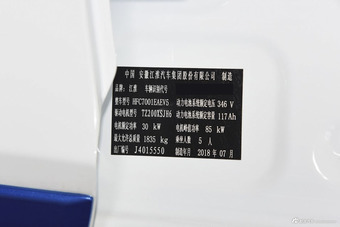 中国 安徽江淮汽车集团股份有限公司 制造
品牌 江淮 车辆识别代号
整车型号 HFC7001EAEV5 动力电池系统额定电压 346 V
驱动电机型号 TZ200XSJH6 动力电池系统额定容量 117Ah
电机额定功率 30 kW 电机峰值功率 85 kW
最大允许总质量 1835 kg 乘坐人数 5 人
出厂编号 J4015550 制造年月 2018 年 07 月